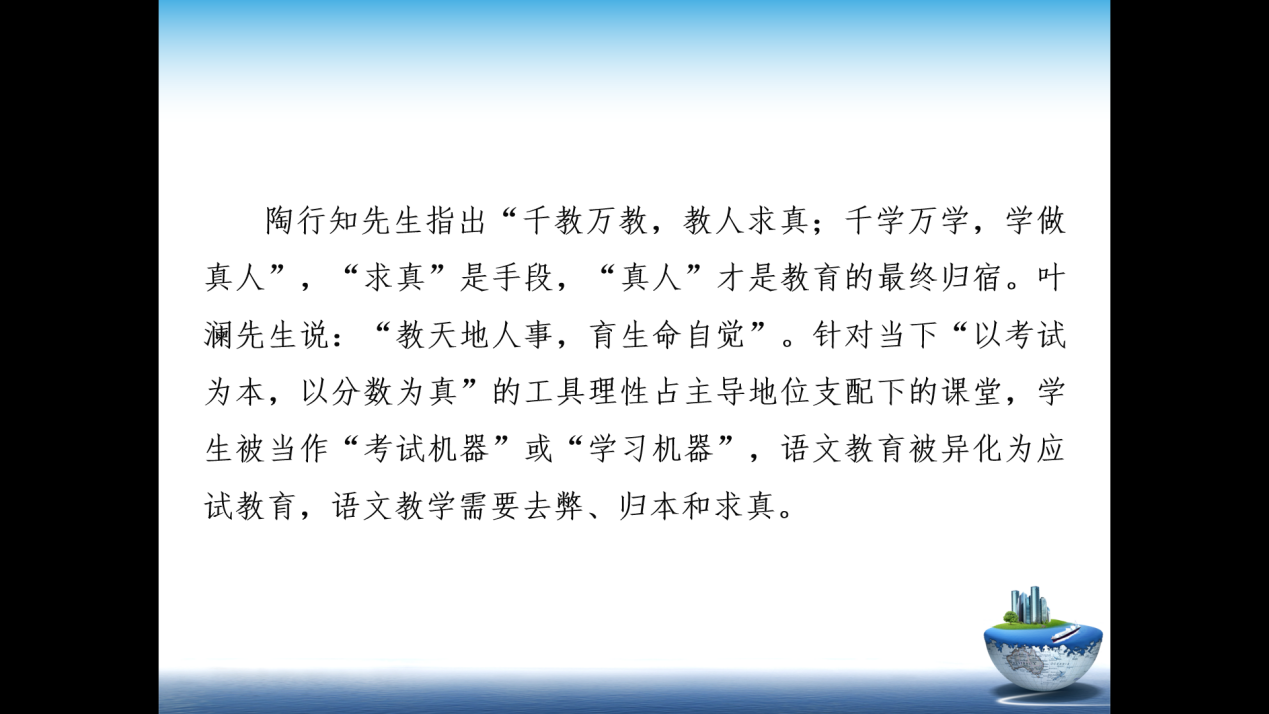 陶行知先生指出“千教万教，教人求真；千学万学，学做
真人”，“求真”是手段，“真人”才是教育的最终归宿。叶
澜先生说：“教天地人事，育生命自觉”。针对当下“以考试
为本，以分数为真”的工具理性占主导地位支配下的课堂，学
生被当作“考试机器”或“学习机器”，语文教育被异化为应
试教育，语文教学需要去弊、归本和求真。